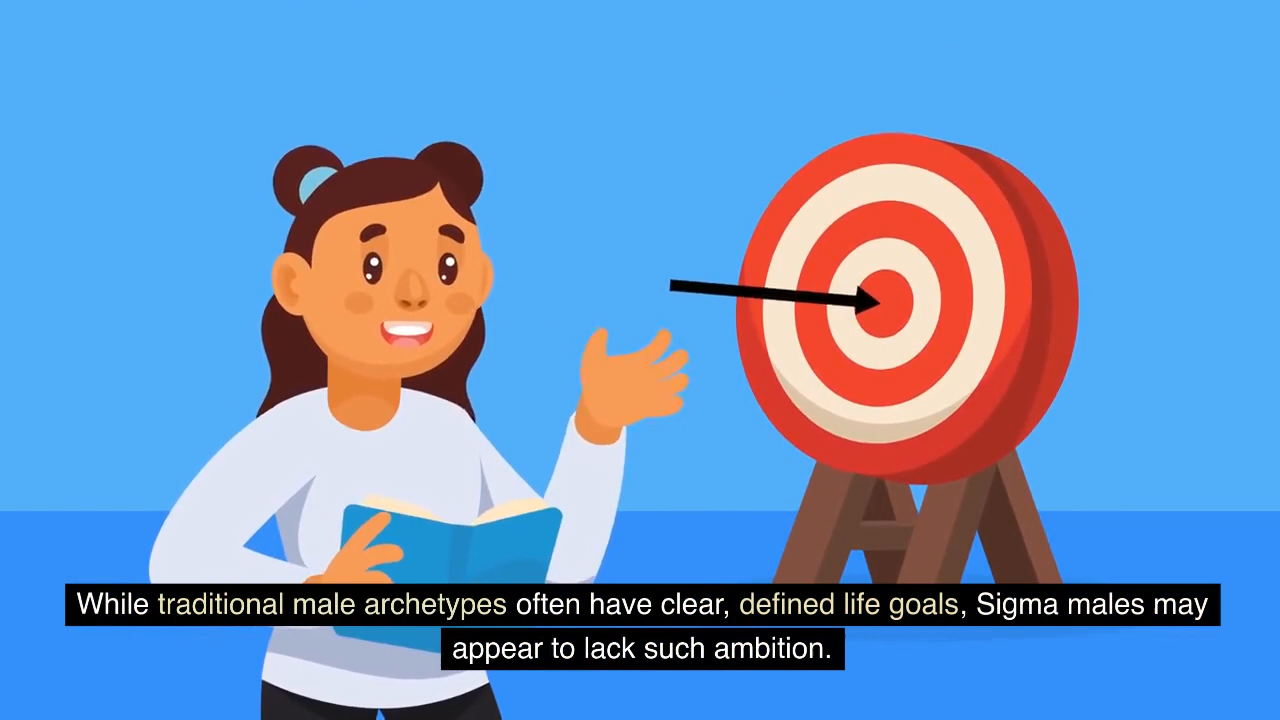 While traditional male archetypes often have clear, defined life goals, Sigma males may
appear to lack such ambition.